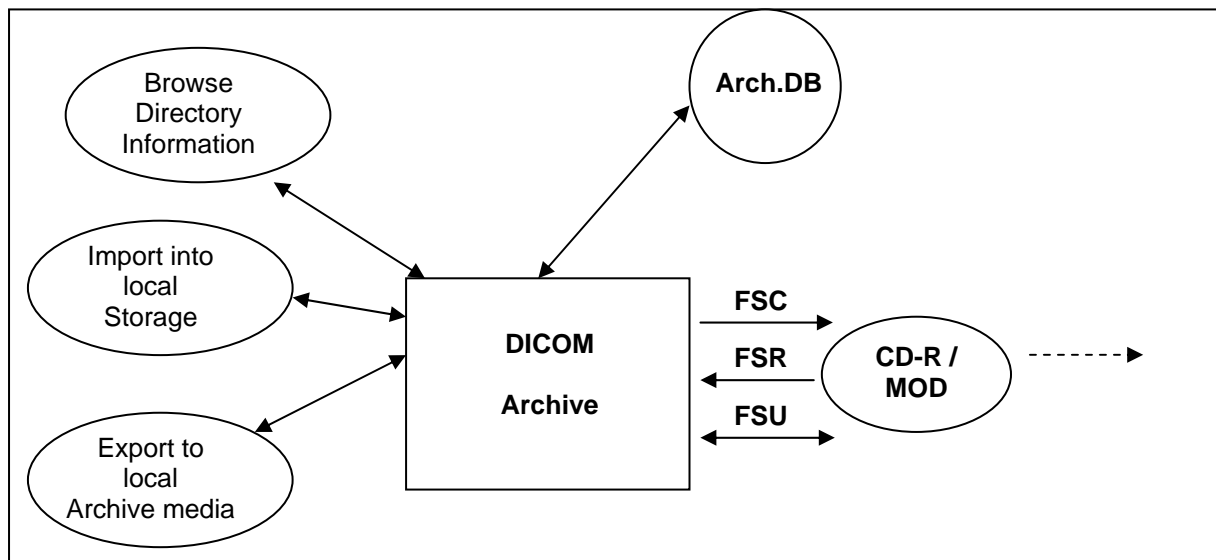 Browse
Directory
Information
Arch.DB
Import into
local
Storage
DICOM
Archive
FSC
FSR
FSU
CD-R /
MOD
Export to
local
Archive media